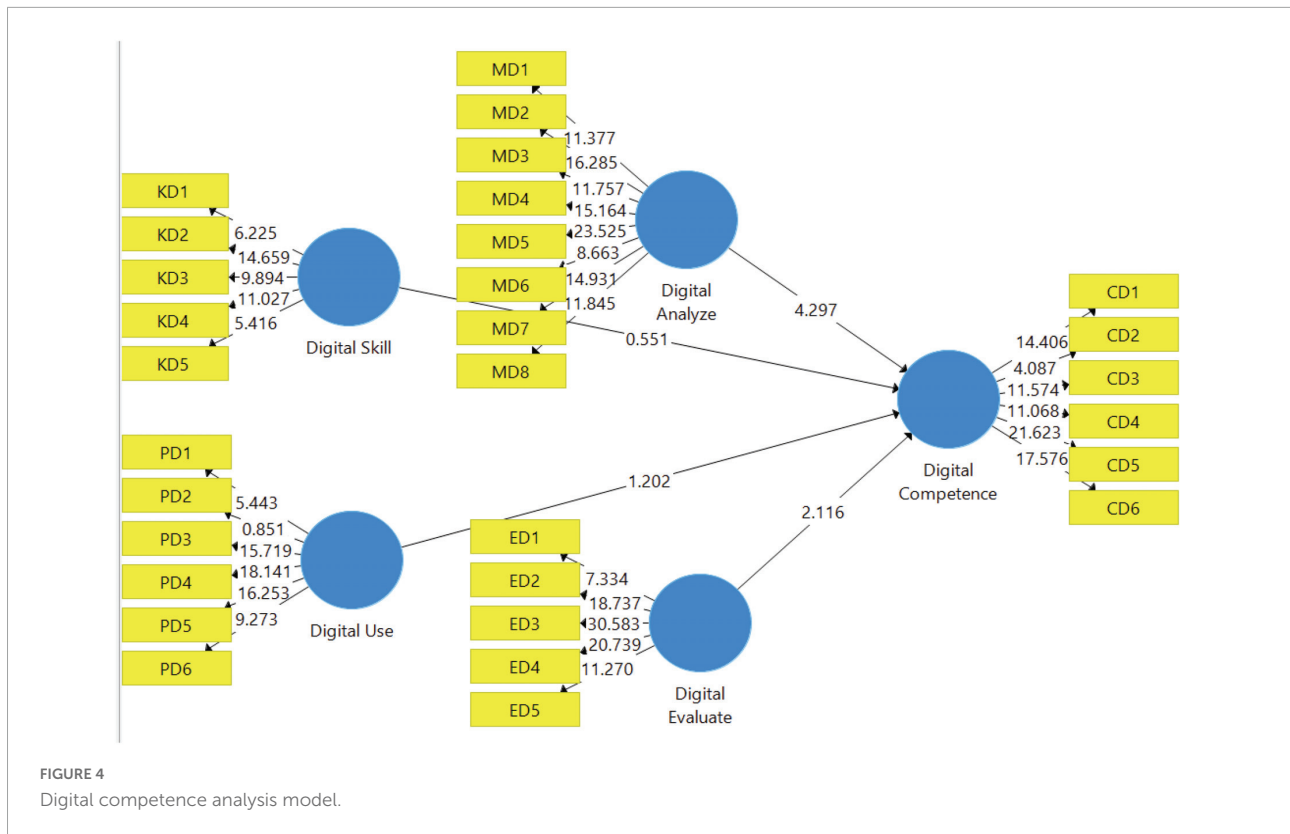 MD1
MD2
MD3
MD4
MD5
MD6
MD7
MD8
11.377
16.285
11.757
15.164
23.525
8.663
14.931
11.845
Digital
Analyze
KD1
KD2
KD3
KD4
KD5
6.225
14.659
9.894
11.027
5.416
Digital Skill
4.297
0.551
CD1
CD2
CD3
CD4
CD5
CD6
14.406
4.087
11.574
11.068
21.623
17.576
Digital
Competence
PD1
PD2
PD3
PD4
PD5
PD6
5.443
0.851
15.719
18.141
16.253
9.273
Digital Use
1.202
2.116
ED1
ED2
ED3
ED4
ED5
7.334
18.737
30.583
20.739
11.270
Digital
Evaluate
FIGURE 4
Digital competence analysis model.